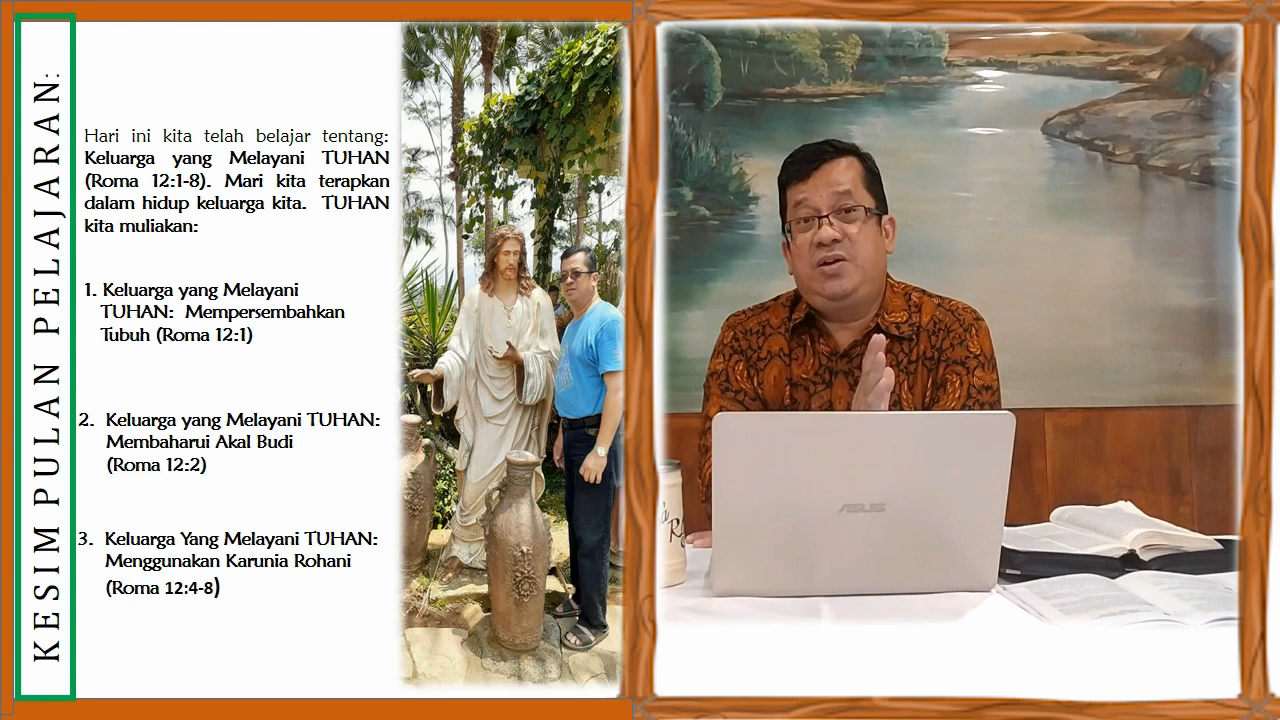 KESIMPULAN PELAJARAN:
Hari ini kita telah belajar tentang:
Keluarga yang Melayani TUHAN
(Roma 12:1-8). Mari kita terapkan
dalam hidup keluarga kita. TUHAN
kita muliakan:
1. Keluarga yang Melayani
TUHAN: Mempersembahkan
Tubuh (Roma 12:1)
2. Keluarga yang Melayani TUHAN:
Membaharui Akal Budi
(Roma 12:2)
3. Keluarga Yang Melayani TUHAN:
Menggunakan Karunia Rohani
(Roma 12:4-8)
ASUS